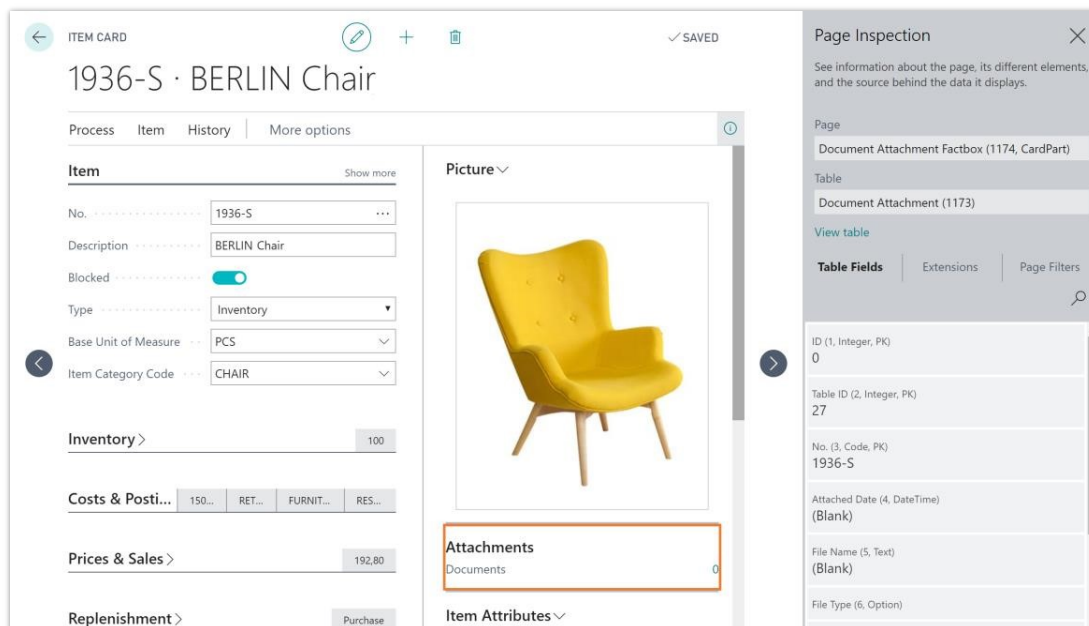 ITEM CARD
SAVED
1936-S · BERLIN Chair
Process Item History More options
Item Show more
No. 1936-S ...
Description BERLIN Chair
Blocked
Type Inventory
Base Unit of Measure PCS
Item Category Code CHAIR
Inventory 100
Costs & Posti... 150... RET... FURNIT... RES...
Prices & Sales 192,80
Replenishment Purchase
Picture
Attachments
Documents 0
Item Attributes
Page Inspection
See information about the page, its different elements,
and the source behind the data it displays.
Page
Document Attachment Factbox (1174, CardPart)
Table
Document Attachment (1173)
View table
Table Fields Extensions Page Filters
ID (1, Integer, PK)
0
Table ID (2, Integer, PK)
27
No. (3, Code, PK)
1936-S
Attached Date (4, DateTime)
(Blank)
File Name (5, Text)
(Blank)
File Type (6, Option)